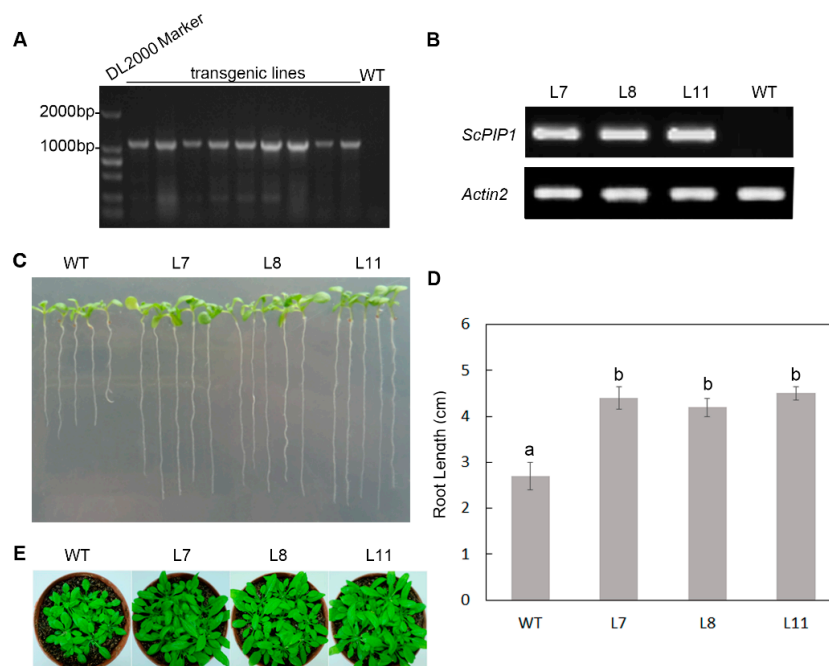 A
DL2000 Marker
transgenic lines WT
2000bp
1000bp
B
L7 L8 L11 WT
ScPIP1
Actin2
C
WT L7 L8 L11
D
Root Length (cm)
6
5
4
3
2
1
0
a
b
b
b
WT L7 L8 L11
E
WT L7 L8 L11